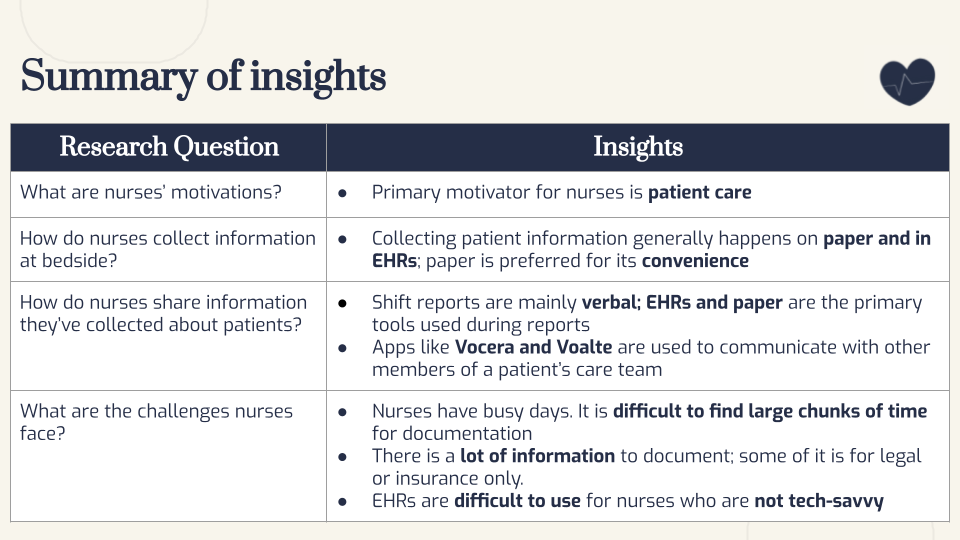 Summary of insights
Research Question
Insights
What are nurses' motivations?
● Primary motivator for nurses is patient care
How do nurses collect information
at bedside?
● Collecting patient information generally happens on paper and in
EHRs; paper is preferred for its convenience
How do nurses share information
they've collected about patients?
● Shift reports are mainly verbal; EHRs and paper are the primary
tools used during reports
● Apps like Vocera and Voalte are used to communicate with other
members of a patient's care team
What are the challenges nurses
face?
● Nurses have busy days. It is difficult to find large chunks of time
for documentation
● There is a lot of information to document; some of it is for legal
or insurance only.
● EHRs are difficult to use for nurses who are not tech-savvy